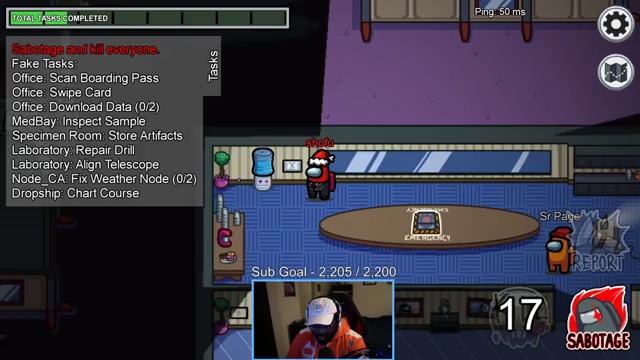 TOTAL TASKS COMPLETED
Ping: 50 ms
Sabotage and kill everyone.
Fake Tasks:
Office: Scan Boarding Pass
Office: Swipe Card
Office: Download Data (0/2)
MedBay: Inspect Sample
Specimen Room: Store Artifacts
Laboratory: Repair Drill
Laboratory: Align Telescope
Node_CA: Fix Weather Node (0/2)
Dropship: Chart Course
Tasks
shofu
Sr Page
EMERGENCY
EMERGENCY
REPORT
Sub Goal - 2,205 / 2,200
17
SABOTAGE